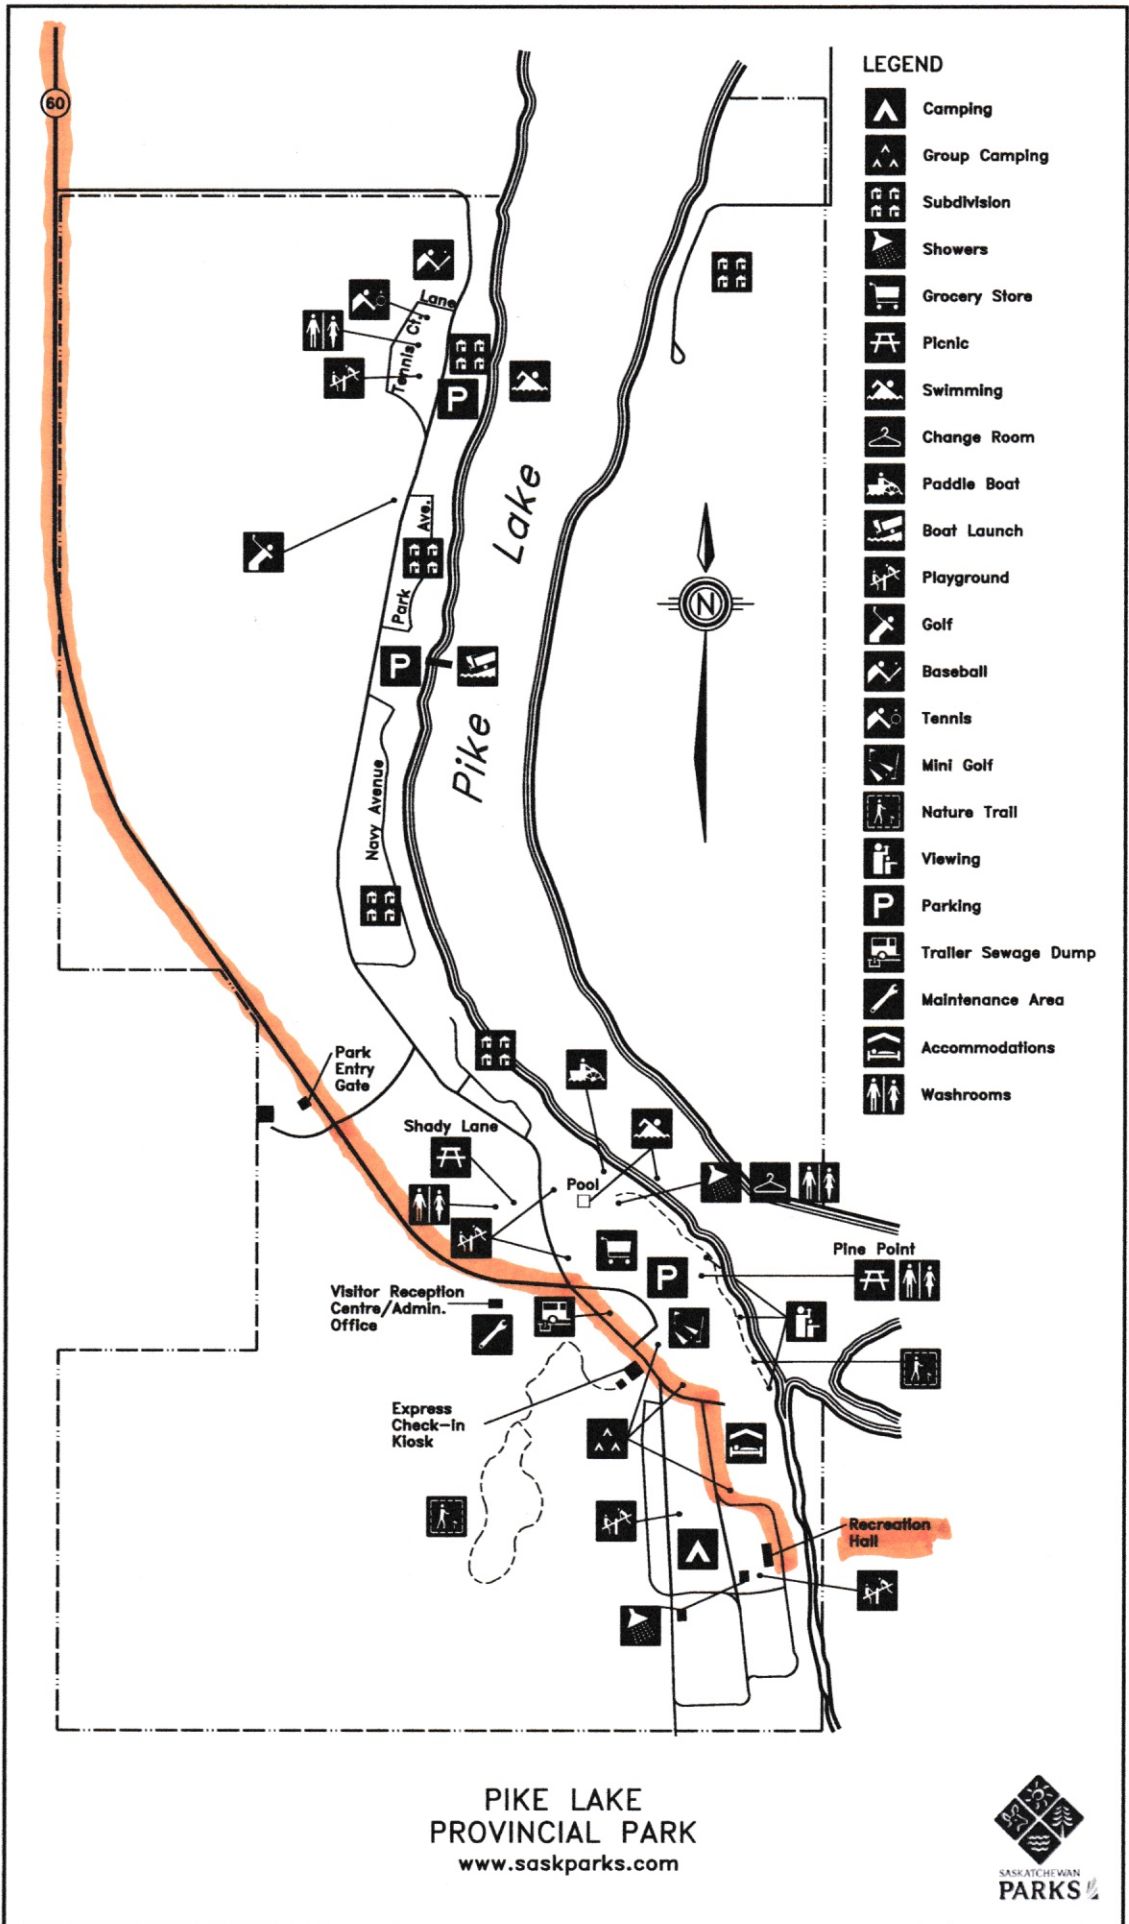 60
LEGEND
Camping
Group Camping
Subdivision
Showers
Grocery Store
Picnic
Swimming
Change Room
Paddle Boat
Boat Launch
Playground
Golf
Baseball
Tennis
Mini Golf
Nature Trail
Viewing
P
Parking
Trailer Sewage Dump
Maintenance Area
Accommodations
Washrooms
Lane
Tennis Ct.
P
Park
Ave.
P
Pike Lake
N
Navy Avenue
Park
Entry
Gate
Shady Lane
Pool
P
Pine Point
Visitor Reception
Centre/Admin.
Office
Express
Check-in
Kiosk
Recreation
Hall
PIKE LAKE
PROVINCIAL PARK
www.saskparks.com
SASKATCHEWAN
PARKS